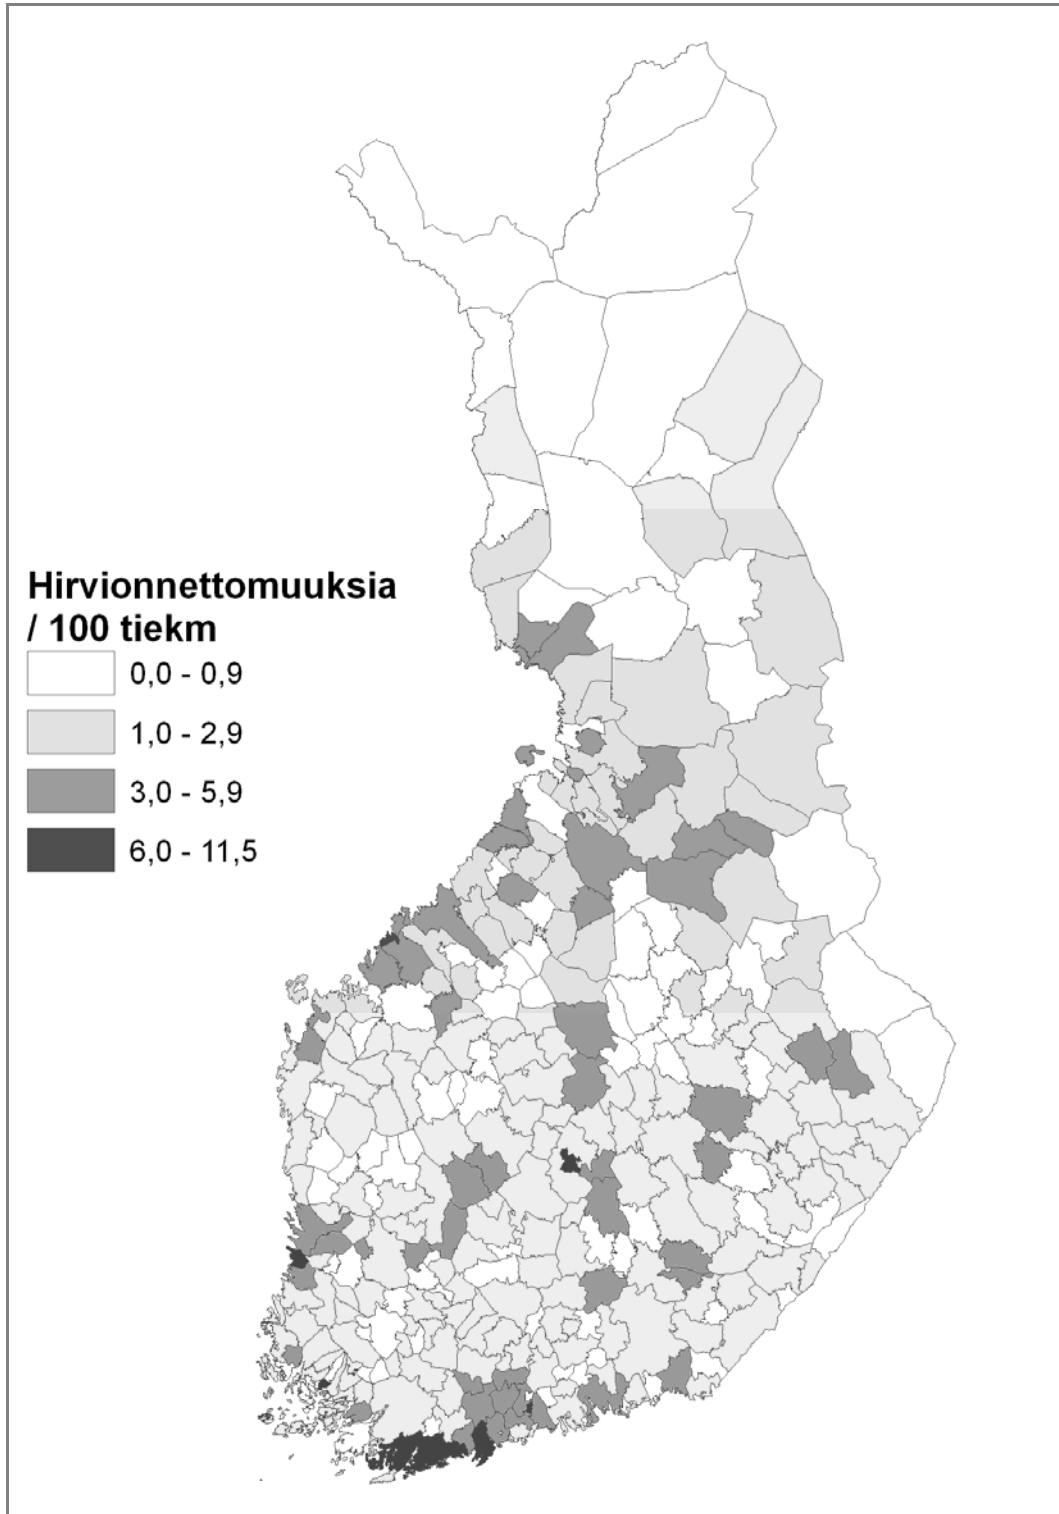 Hirvionnettomuuksia
/ 100 tiekm
0,0 - 0,9
1,0 - 2,9
3,0 - 5,9
6,0 - 11,5